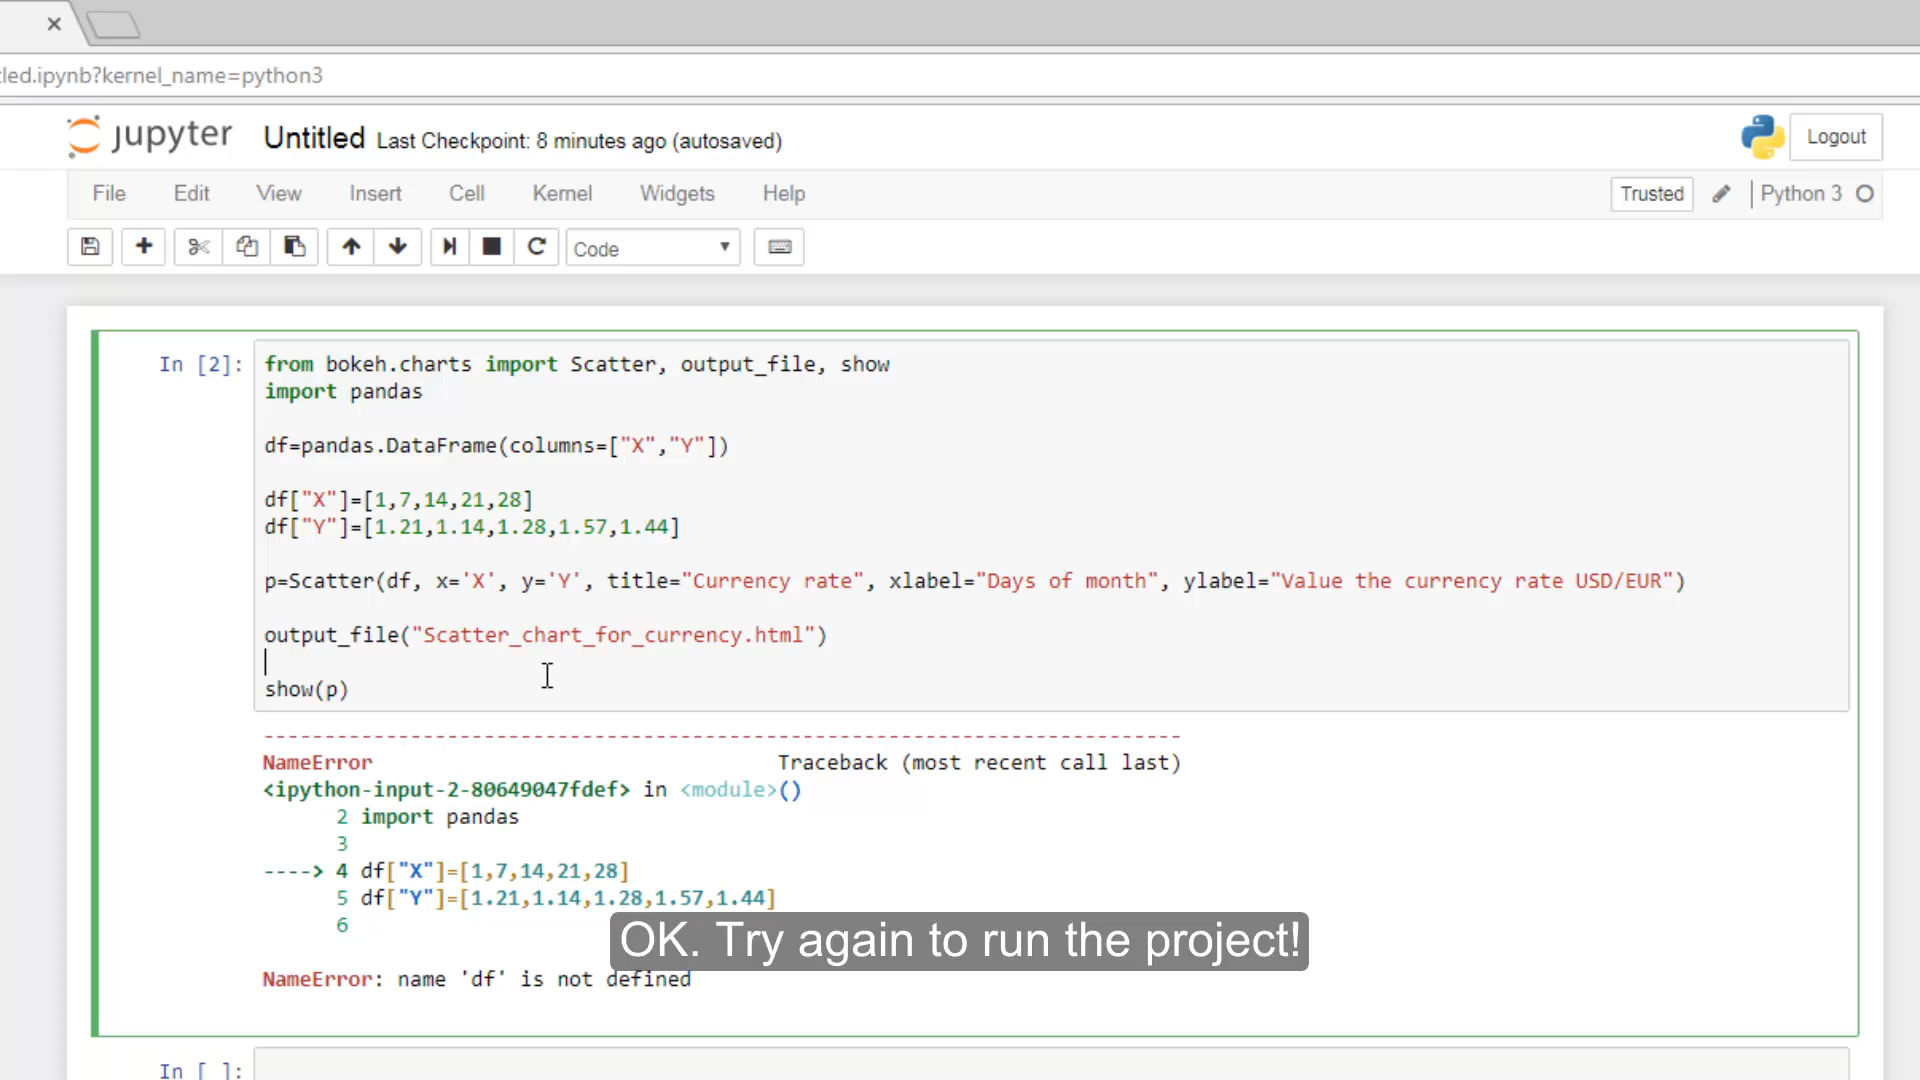 tled.ipynb?kernel_name=python3
jupyter Untitled Last Checkpoint: 8 minutes ago (autosaved)
Logout
File Edit View Insert Cell Kernel Widgets Help
Trusted Python 3
Code
In [2]:
from bokeh.charts import Scatter, output_file, show
import pandas
df=pandas.DataFrame(columns=["X","Y"])
df["X"]=[1,7,14,21,28]
df["Y"]=[1.21,1.14,1.28,1.57,1.44]
p=Scatter(df, x='X', y='Y', title="Currency rate", xlabel="Days of month", ylabel="Value the currency rate USD/EUR")
output_file("Scatter_chart_for_currency.html")
show(p)
---------------------------------------------------------------------------
NameError Traceback (most recent call last)
<ipython-input-2-80649047fdef> in <module>()
2 import pandas
3
----> 4 df["X"]=[1,7,14,21,28]
5 df["Y"]=[1.21,1.14,1.28,1.57,1.44]
6
OK. Try again to run the project!
NameError: name 'df' is not defined
In [ ]: